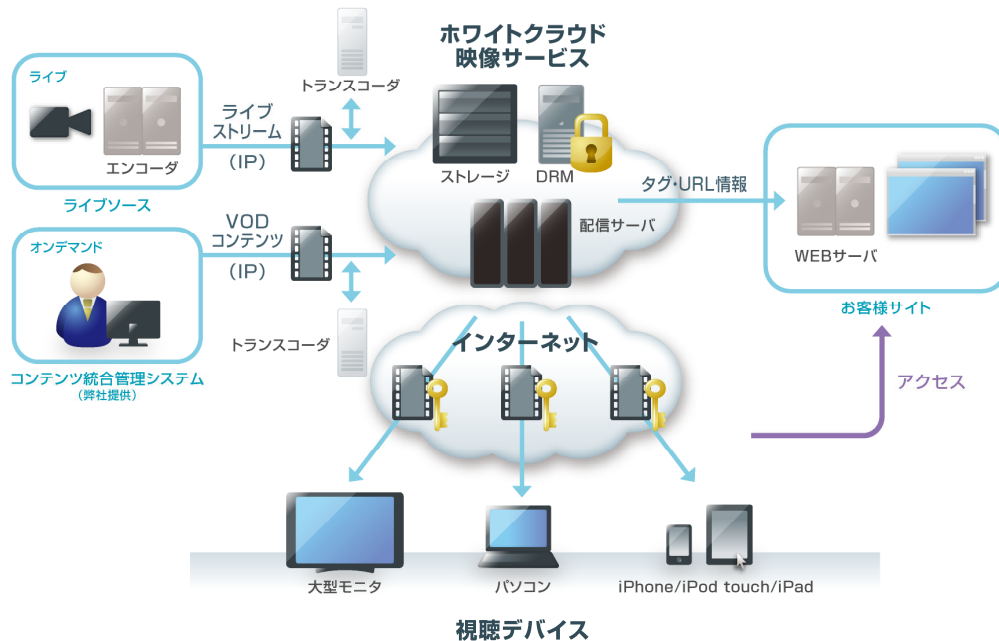 ホワイトクラウド
映像サービス
ライブ
エンコーダ
ライブソース
ライブ
ストリーム
(IP)
トランスコーダ
ストレージ
DRM
配信サーバ
タグ・URL情報
WEBサーバ
お客様サイト
オンデマンド
コンテンツ統合管理システム
(弊社提供)
VOD
コンテンツ
(IP)
トランスコーダ
インターネット
アクセス
大型モニタ
パソコン
iPhone/iPod touch/iPad
視聴デバイス